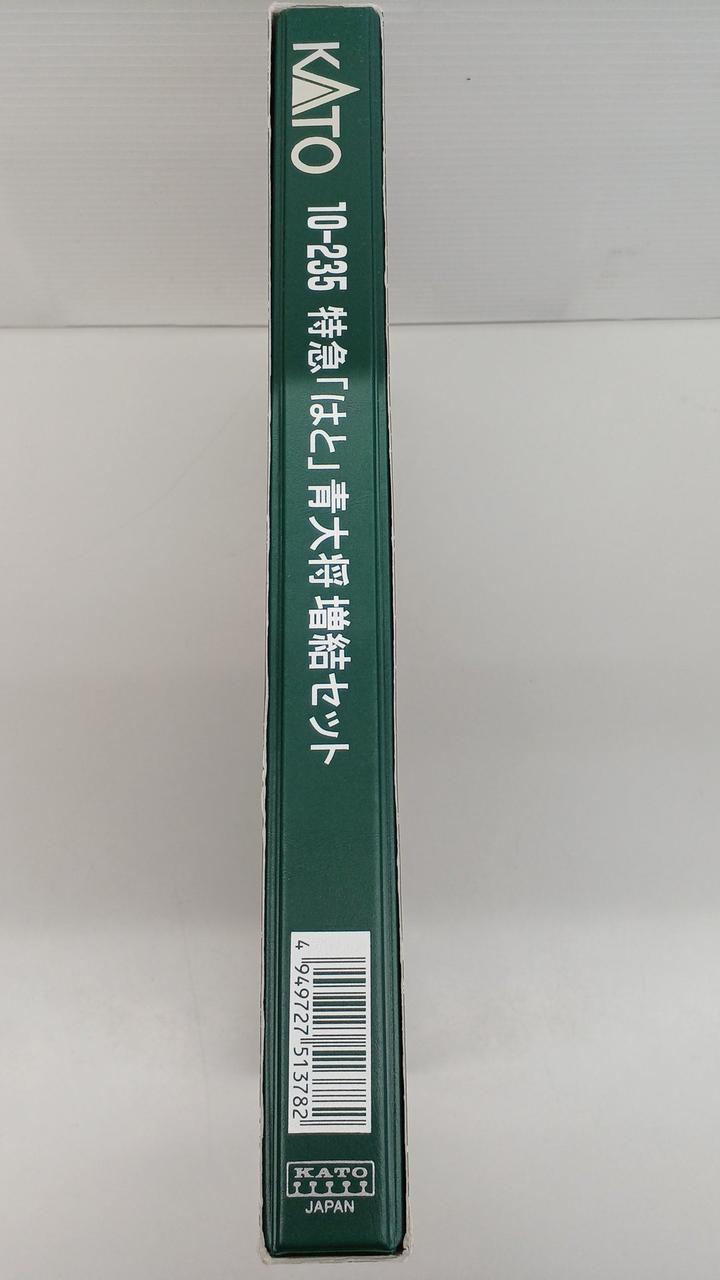 KATO 10-235 特急「はと」青大将 増結セット
4 949727 513782
KATO
JAPAN